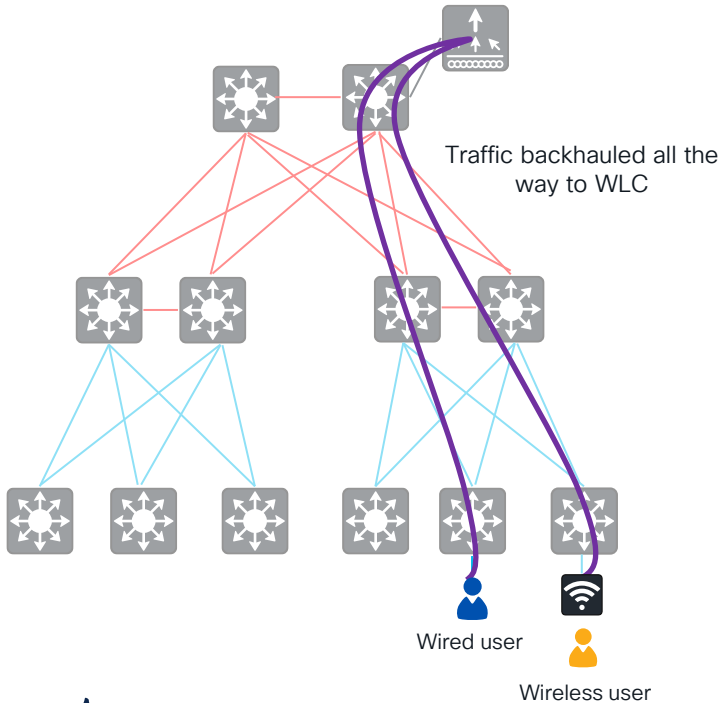 Traffic backhauled all the
way to WLC
Wired user
Wireless user